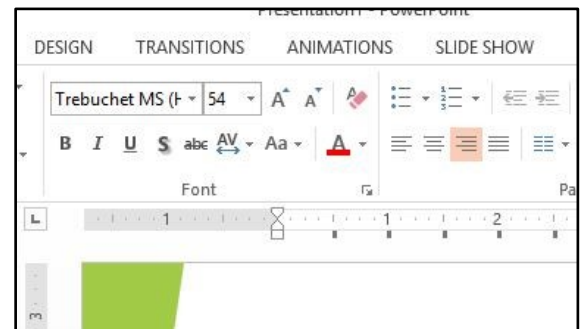 Presentation1 - PowerPoint
DESIGN TRANSITIONS ANIMATIONS SLIDE SHOW
Trebuchet MS (H 54 A A
B I U S abc AV Aa A
Font Pa
L 1 1 2
3